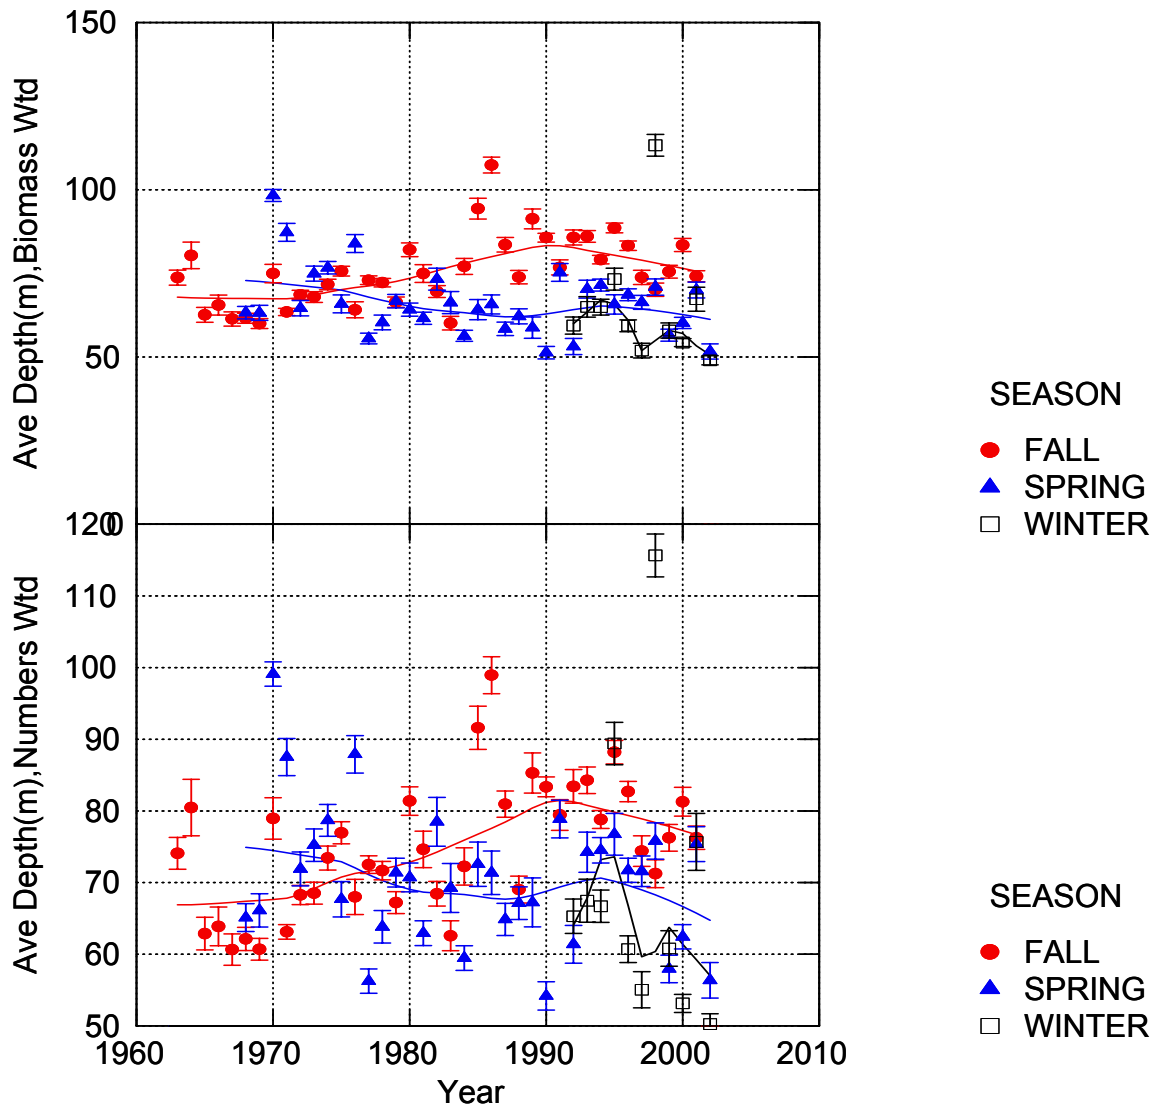 150
100
50
0
Ave Depth(m),Biomass Wtd
SEASON
FALL
SPRING
WINTER
120
110
100
90
80
70
60
50
Ave Depth(m),Numbers Wtd
1960 1970 1980 1990 2000 2010
Year
SEASON
FALL
SPRING
WINTER